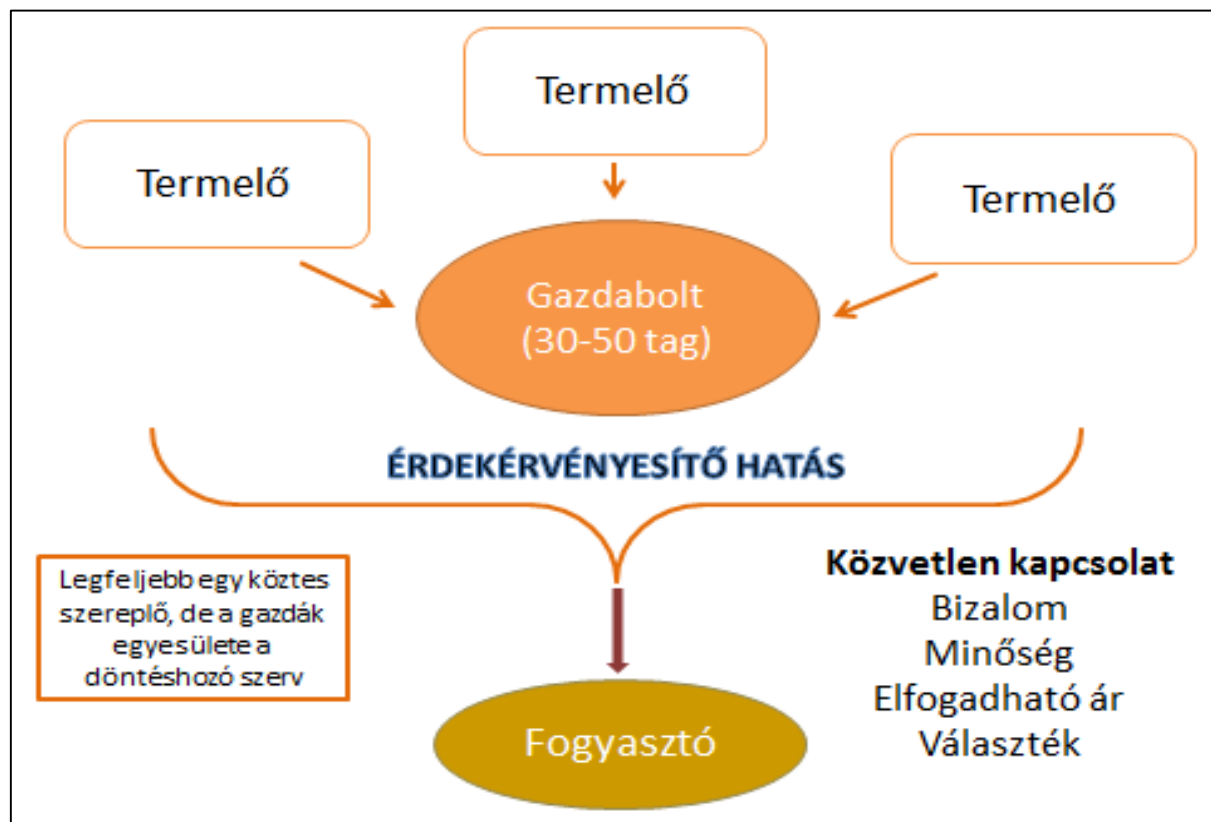 Termelő
Termelő
Termelő
Gazdabolt
(30-50 tag)
ÉRDEKÉRVÉNYESÍTŐ HATÁS
Legfeljebb egy köztes
szereplő, de a gazdák
egyesülete a
döntéshozó szerv
Közvetlen kapcsolat
Bizalom
Minőség
Elfogadható ár
Választék
Fogyasztó